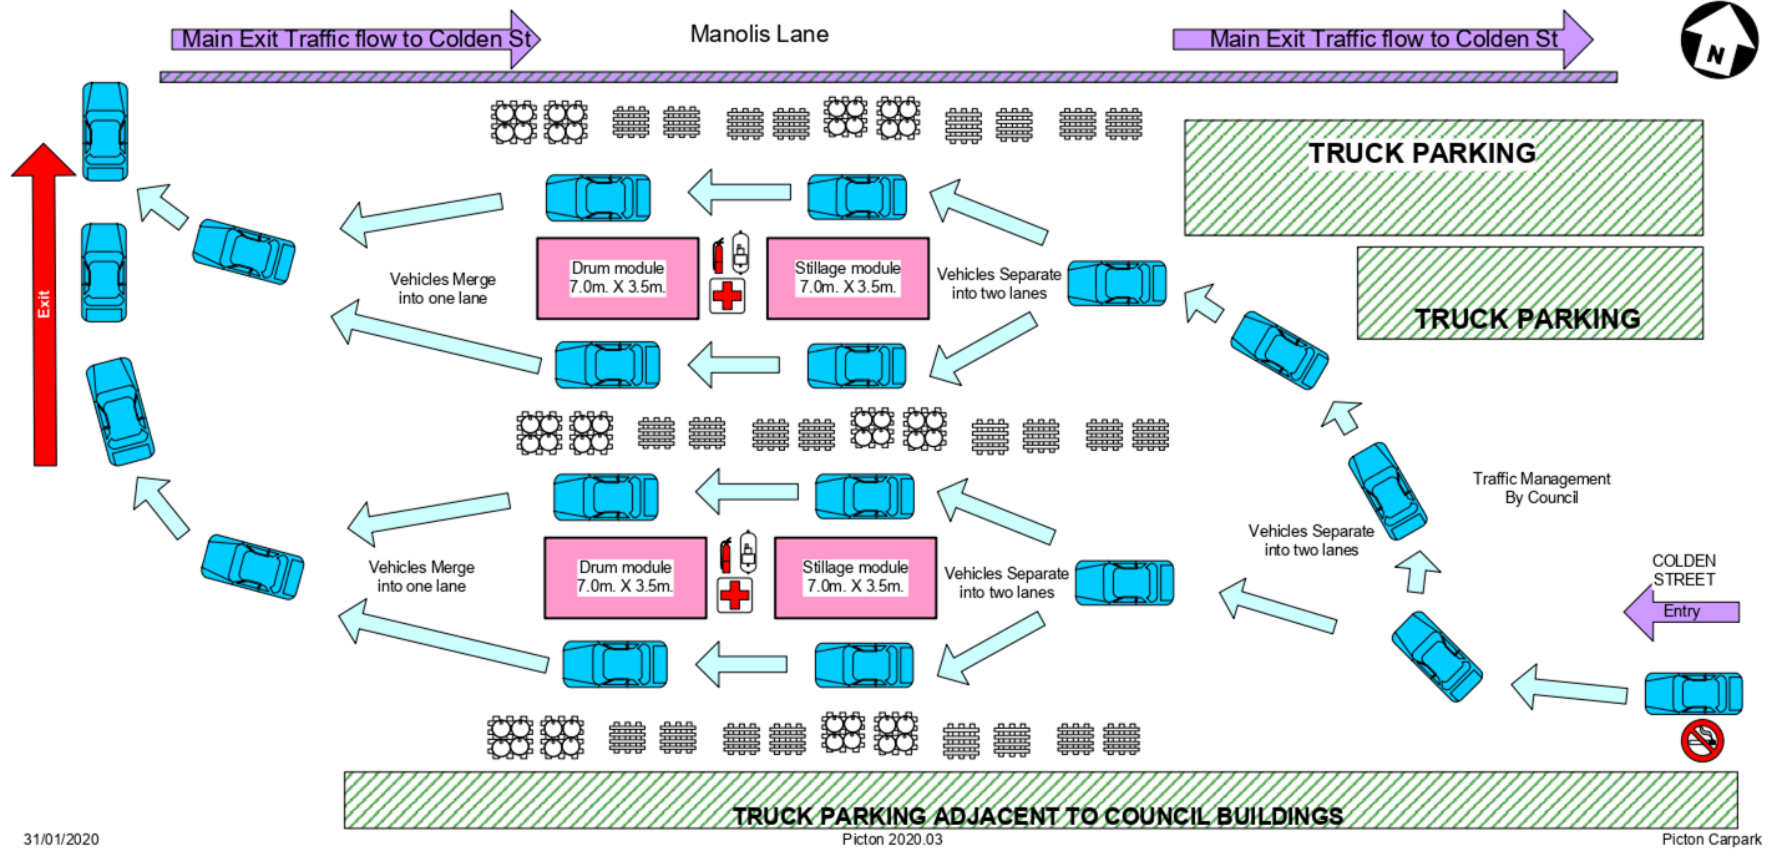 Main Exit Traffic flow to Colden St
Manolis Lane
Main Exit Traffic flow to Colden St
N
TRUCK PARKING
Exit
Vehicles Merge
into one lane
Drum module
7.0m. X 3.5m.
Stillage module
7.0m. X 3.5m.
Vehicles Separate
into two lanes
TRUCK PARKING
Traffic Management
By Council
Vehicles Separate
into two lanes
Vehicles Merge
into one lane
Drum module
7.0m. X 3.5m.
Stillage module
7.0m. X 3.5m.
Vehicles Separate
into two lanes
COLDEN
STREET
Entry
TRUCK PARKING ADJACENT TO COUNCIL BUILDINGS
31/01/2020
Picton 2020.03
Picton Carpark